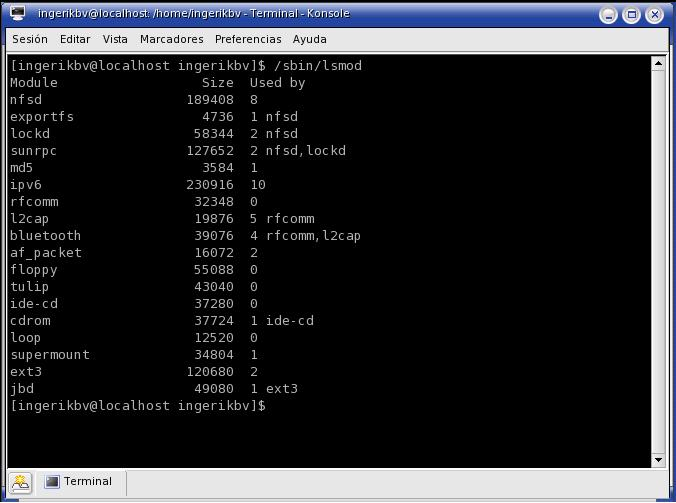 ingerikbv@localhost: /home/ingerikbv - Terminal - Konsole
Sesión Editar Vista Marcadores Preferencias Ayuda
[ingerikbv@localhost ingerikbv]$ /sbin/lsmod
Module                  Size  Used by
nfsd                  189408  8
exportfs                4736  1 nfsd
lockd                  58344  2 nfsd
sunrpc                127652  2 nfsd,lockd
md5                     3584  1
ipv6                  230916  10
rfcomm                 32348  0
l2cap                  19876  5 rfcomm
bluetooth              39076  4 rfcomm,l2cap
af_packet              16072  2
floppy                 55088  0
tulip                  43040  0
ide-cd                 37280  0
cdrom                  37724  1 ide-cd
loop                   12520  0
supermount             34804  1
ext3                  120680  2
jbd                    49080  1 ext3
[ingerikbv@localhost ingerikbv]$
Terminal